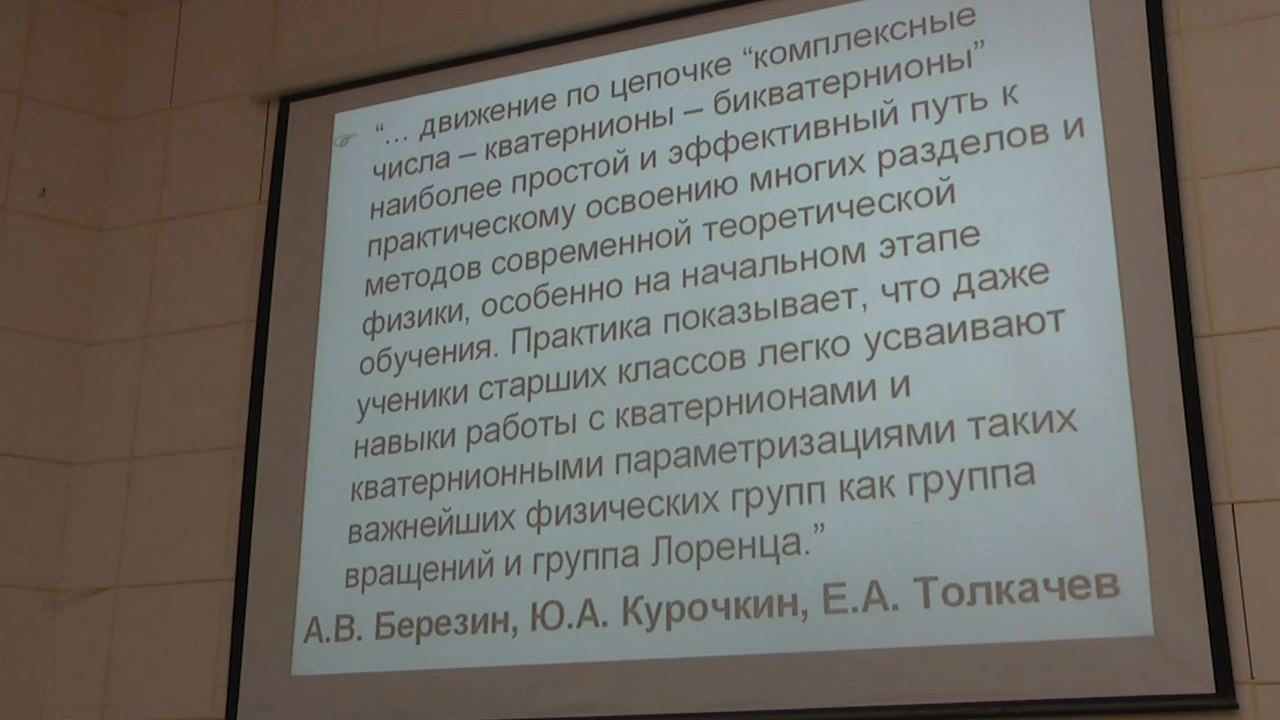 “... движение по цепочке “комплексные
числа – кватернионы – бикватернионы”
наиболее простой и эффективный путь к
практическому освоению многих разделов и
методов современной теоретической
физики, особенно на начальном этапе
обучения. Практика показывает, что даже
ученики старших классов легко усваивают
навыки работы с кватернионами и
кватернионными параметризациями таких
важнейших физических групп как группа
вращений и группа Лоренца.”
А.В. Березин, Ю.А. Курочкин, Е.А. Толкачев